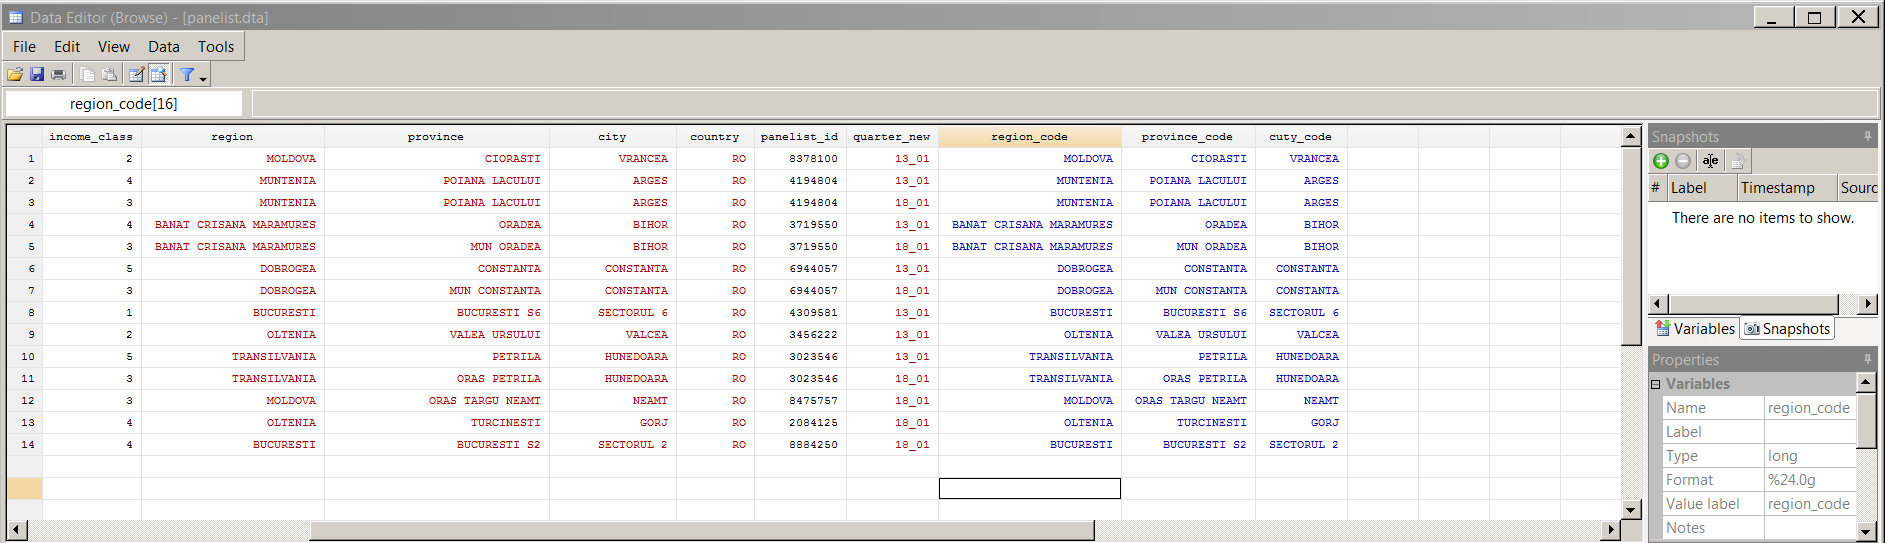 Data Editor (Browse) - [panelist.dta]
File Edit View Data Tools
region_code[16]
income_class region province city country panelist_id quarter_new region_code province_code cuty_code
1 2 MOLDOVA CIORASTI VRANCEA RO 8378100 13_01 MOLDOVA CIORASTI VRANCEA
2 4 MUNTENIA POIANA LACULUI ARGES RO 4194804 13_01 MUNTENIA POIANA LACULUI ARGES
3 3 MUNTENIA POIANA LACULUI ARGES RO 4194804 18_01 MUNTENIA POIANA LACULUI ARGES
4 4 BANAT CRISANA MARAMURES ORADEA BIHOR RO 3719550 13_01 BANAT CRISANA MARAMURES ORADEA BIHOR
5 3 BANAT CRISANA MARAMURES MUN ORADEA BIHOR RO 3719550 18_01 BANAT CRISANA MARAMURES MUN ORADEA BIHOR
6 5 DOBROGEA CONSTANTA CONSTANTA RO 6944057 13_01 DOBROGEA CONSTANTA CONSTANTA
7 3 DOBROGEA MUN CONSTANTA CONSTANTA RO 6944057 18_01 DOBROGEA MUN CONSTANTA CONSTANTA
8 1 BUCURESTI BUCURESTI S6 SECTORUL 6 RO 4309581 13_01 BUCURESTI BUCURESTI S6 SECTORUL 6
9 2 OLTENIA VALEA URSULUI VALCEA RO 3456222 13_01 OLTENIA VALEA URSULUI VALCEA
10 5 TRANSILVANIA PETRILA HUNEDOARA RO 3023546 13_01 TRANSILVANIA PETRILA HUNEDOARA
11 3 TRANSILVANIA ORAS PETRILA HUNEDOARA RO 3023546 18_01 TRANSILVANIA ORAS PETRILA HUNEDOARA
12 3 MOLDOVA ORAS TARGU NEAMT NEAMT RO 8475757 18_01 MOLDOVA ORAS TARGU NEAMT NEAMT
13 4 OLTENIA TURCINESTI GORJ RO 2084125 18_01 OLTENIA TURCINESTI GORJ
14 4 BUCURESTI BUCURESTI S2 SECTORUL 2 RO 8884250 18_01 BUCURESTI BUCURESTI S2 SECTORUL 2
Snapshots
# Label Timestamp Sourc
There are no items to show.
Variables Snapshots
Properties
Variables
Name region_code
Label
Type long
Format %24.0g
Value label region_code
Notes